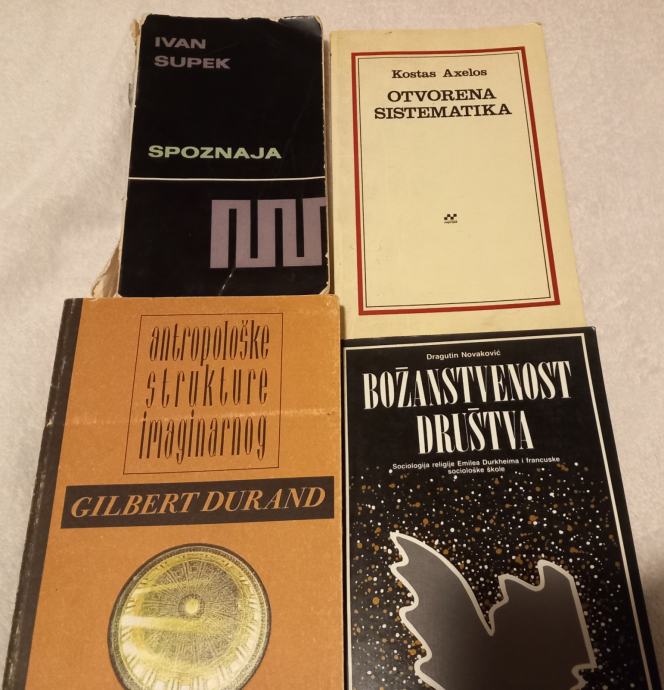 IVAN
SUPEK
SPOZNAJA
Kostas Axelos
OTVORENA
SISTEMATIKA
antropološke
strukture
imaginarnog
GILBERT DURAND
Dragutin Novaković
BOŽANSTVENOST
DRUŠTVA
Sociologija religije Emilea Durkheima i francuske
sociološke škole